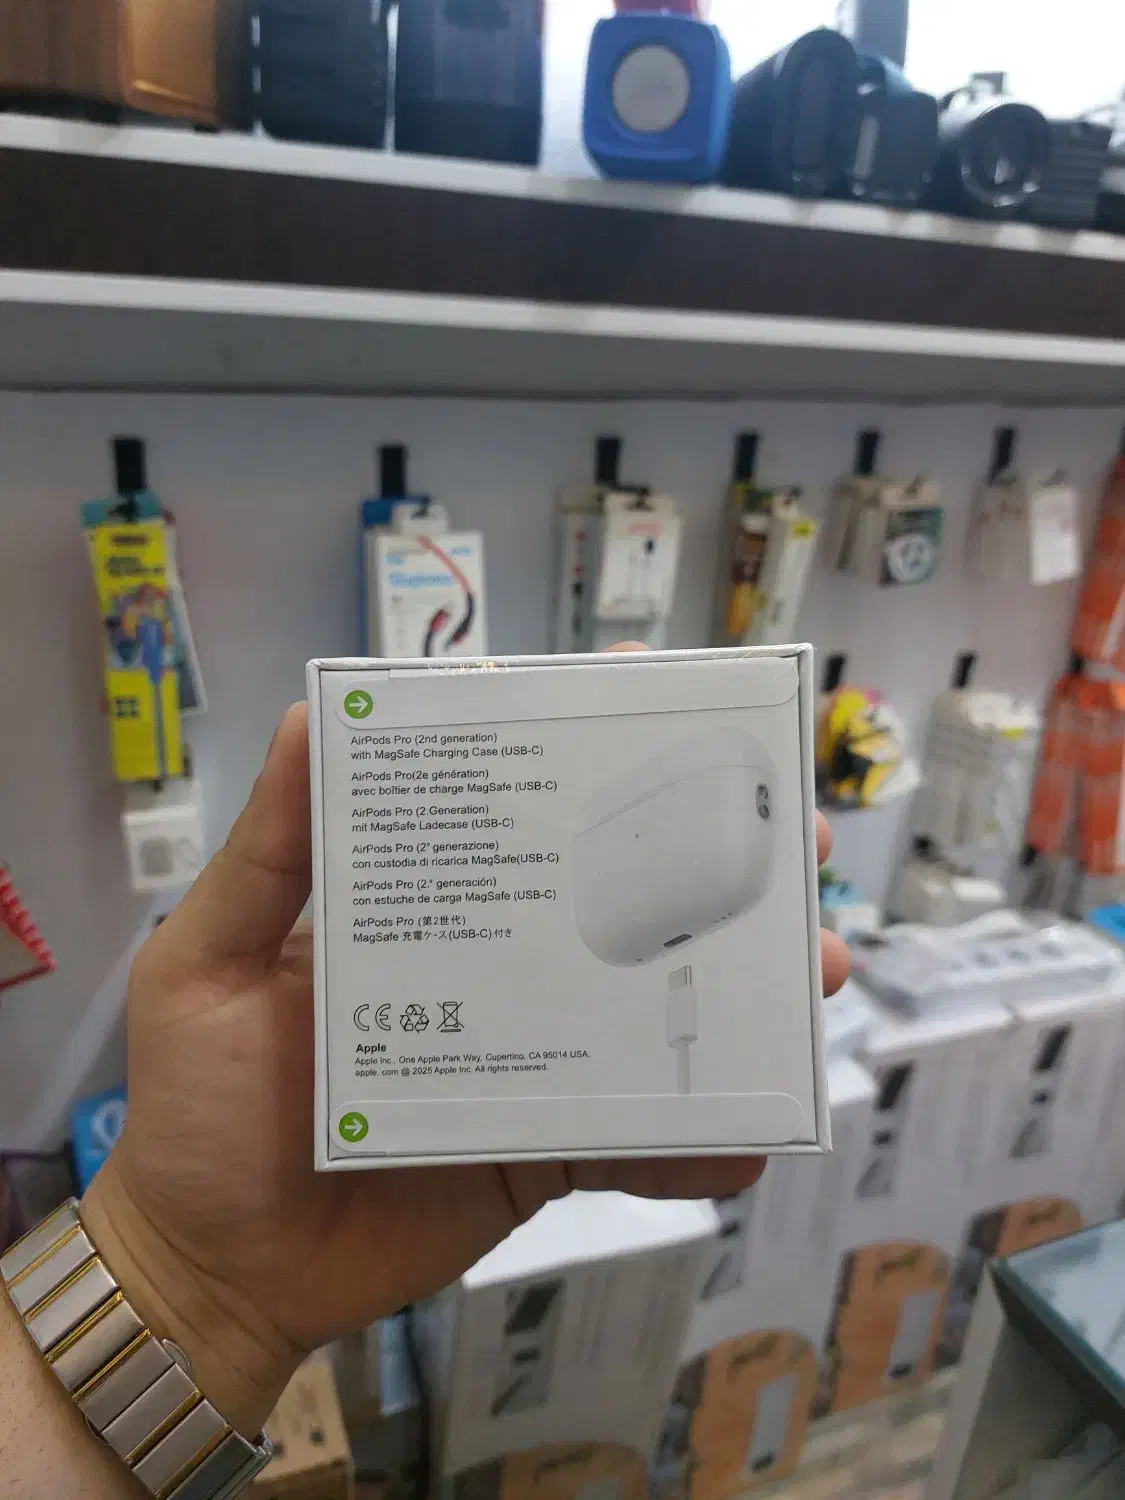 AirPods Pro (2nd generation)
with MagSafe Charging Case (USB-C)
AirPods Pro(2e génération)
avec boîtier de charge MagSafe (USB-C)
AirPods Pro (2.Generation)
mit MagSafe Ladecase (USB-C)
AirPods Pro (2ª generazione)
con custodia di ricarica MagSafe(USB-C)
AirPods Pro (2.ª generación)
con estuche de carga MagSafe (USB-C)
AirPods Pro (第2世代)
MagSafe 充電ケース(USB-C)付き
CE
Apple
Apple Inc., One Apple Park Way, Cupertino, CA 95014 USA.
apple. com @ 2025 Apple Inc. All rights reserved.